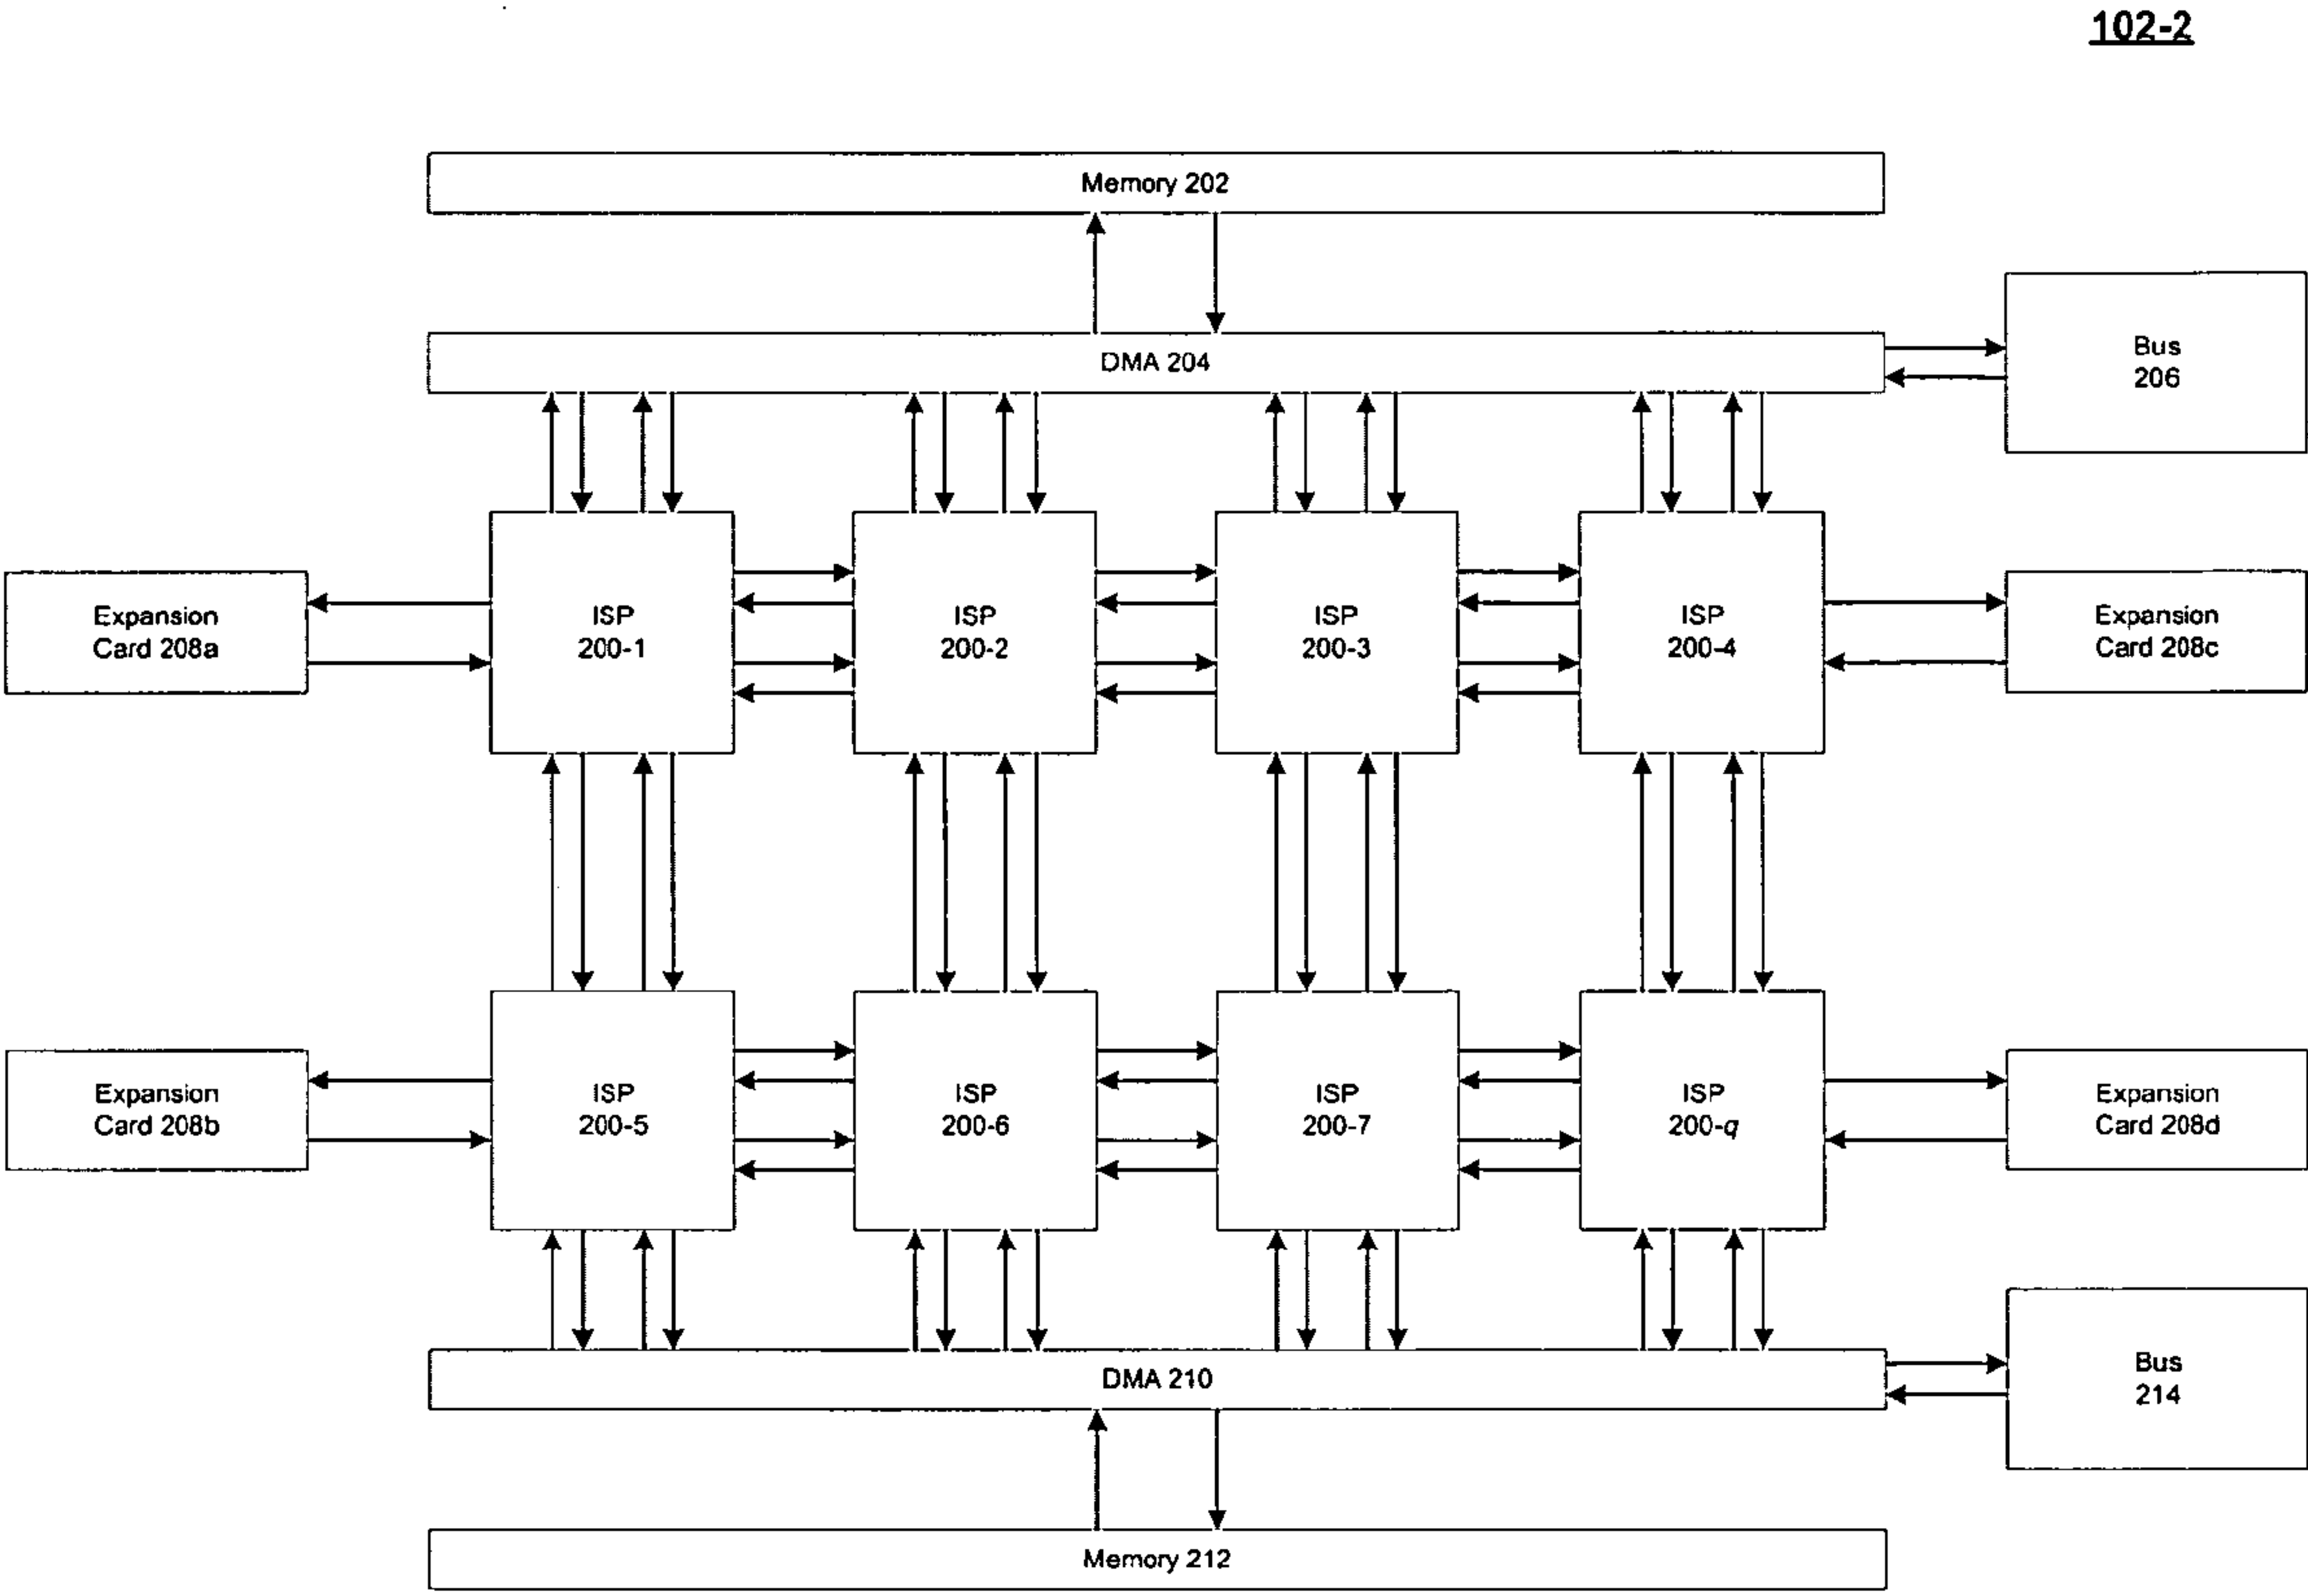 102-2
Memory 202
DMA 204
Bus
206
Expansion
Card 208a
ISP
200-1
ISP
200-2
ISP
200-3
ISP
200-4
Expansion
Card 208c
Expansion
Card 208b
ISP
200-5
ISP
200-6
ISP
200-7
ISP
200-q
Expansion
Card 208d
DMA 210
Bus
214
Memory 212